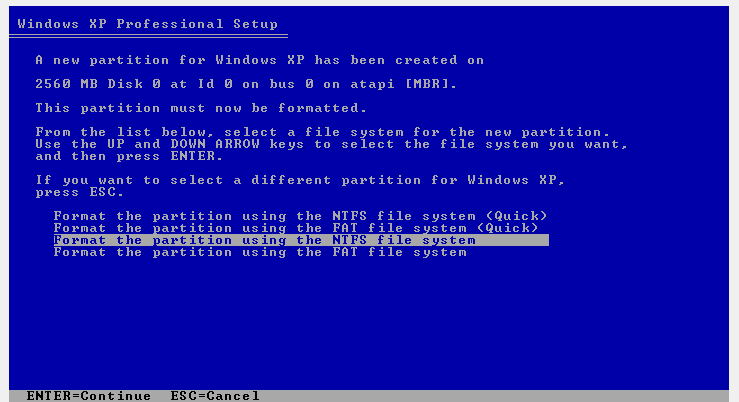 Windows XP Professional Setup
A new partition for Windows XP has been created on
2560 MB Disk 0 at Id 0 on bus 0 on atapi [MBR].
This partition must now be formatted.
From the list below, select a file system for the new partition.
Use the UP and DOWN ARROW keys to select the file system you want,
and then press ENTER.
If you want to select a different partition for Windows XP,
press ESC.
Format the partition using the NTFS file system (Quick)
Format the partition using the FAT file system (Quick)
Format the partition using the NTFS file system
Format the partition using the FAT file system
ENTER=Continue  ESC=Cancel